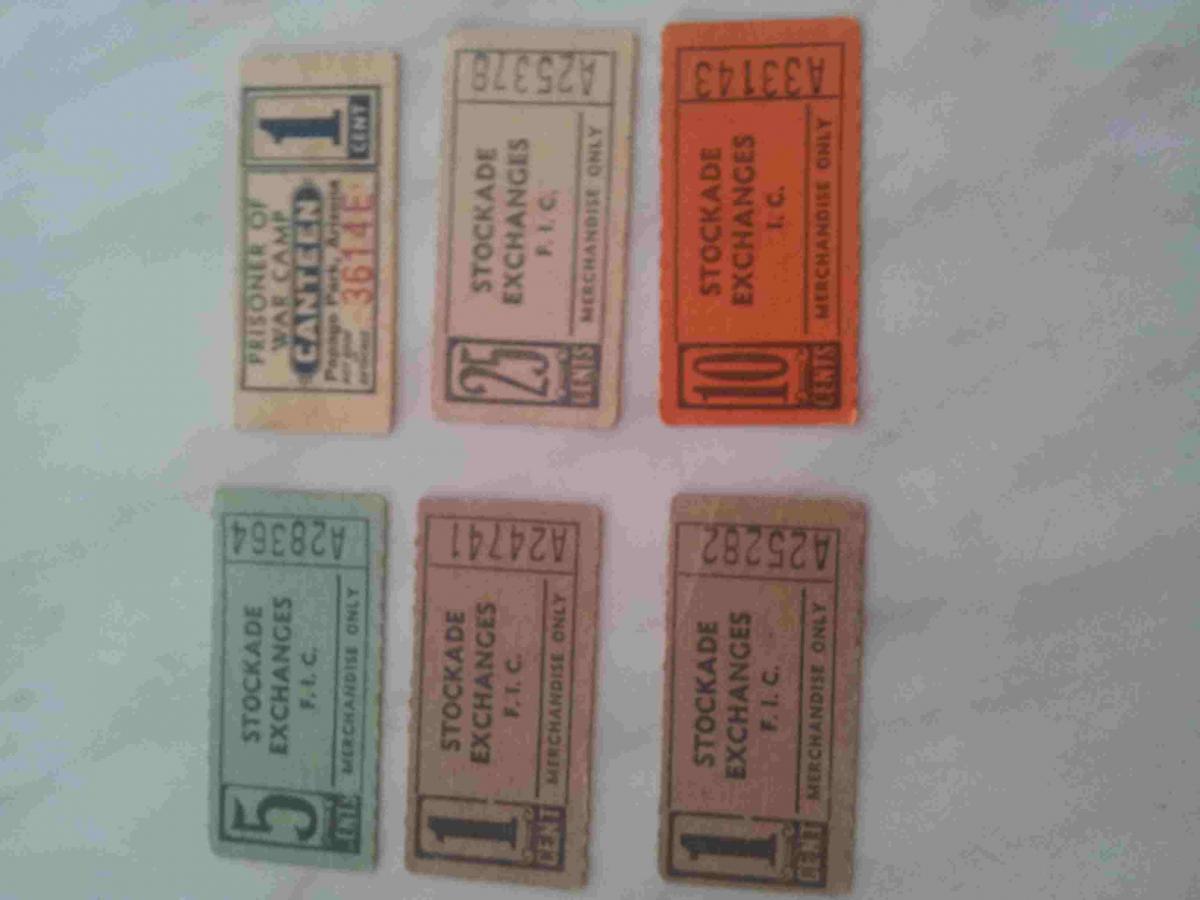 5
CENTS
STOCKADE
EXCHANGES
F. I. C.
MERCHANDISE ONLY
A28364
PRISONER OF
WAR CAMP
CANTEEN
Papago Park, Arizona
3614E
1
CENT
1
CENT
STOCKADE
EXCHANGES
F. I. C.
MERCHANDISE ONLY
A24741
25
CENTS
STOCKADE
EXCHANGES
F. I. C.
MERCHANDISE ONLY
A25378
1
CENT
STOCKADE
EXCHANGES
F. I. C.
MERCHANDISE ONLY
A25282
10
CENTS
STOCKADE
EXCHANGES
I. C.
MERCHANDISE ONLY
A33143